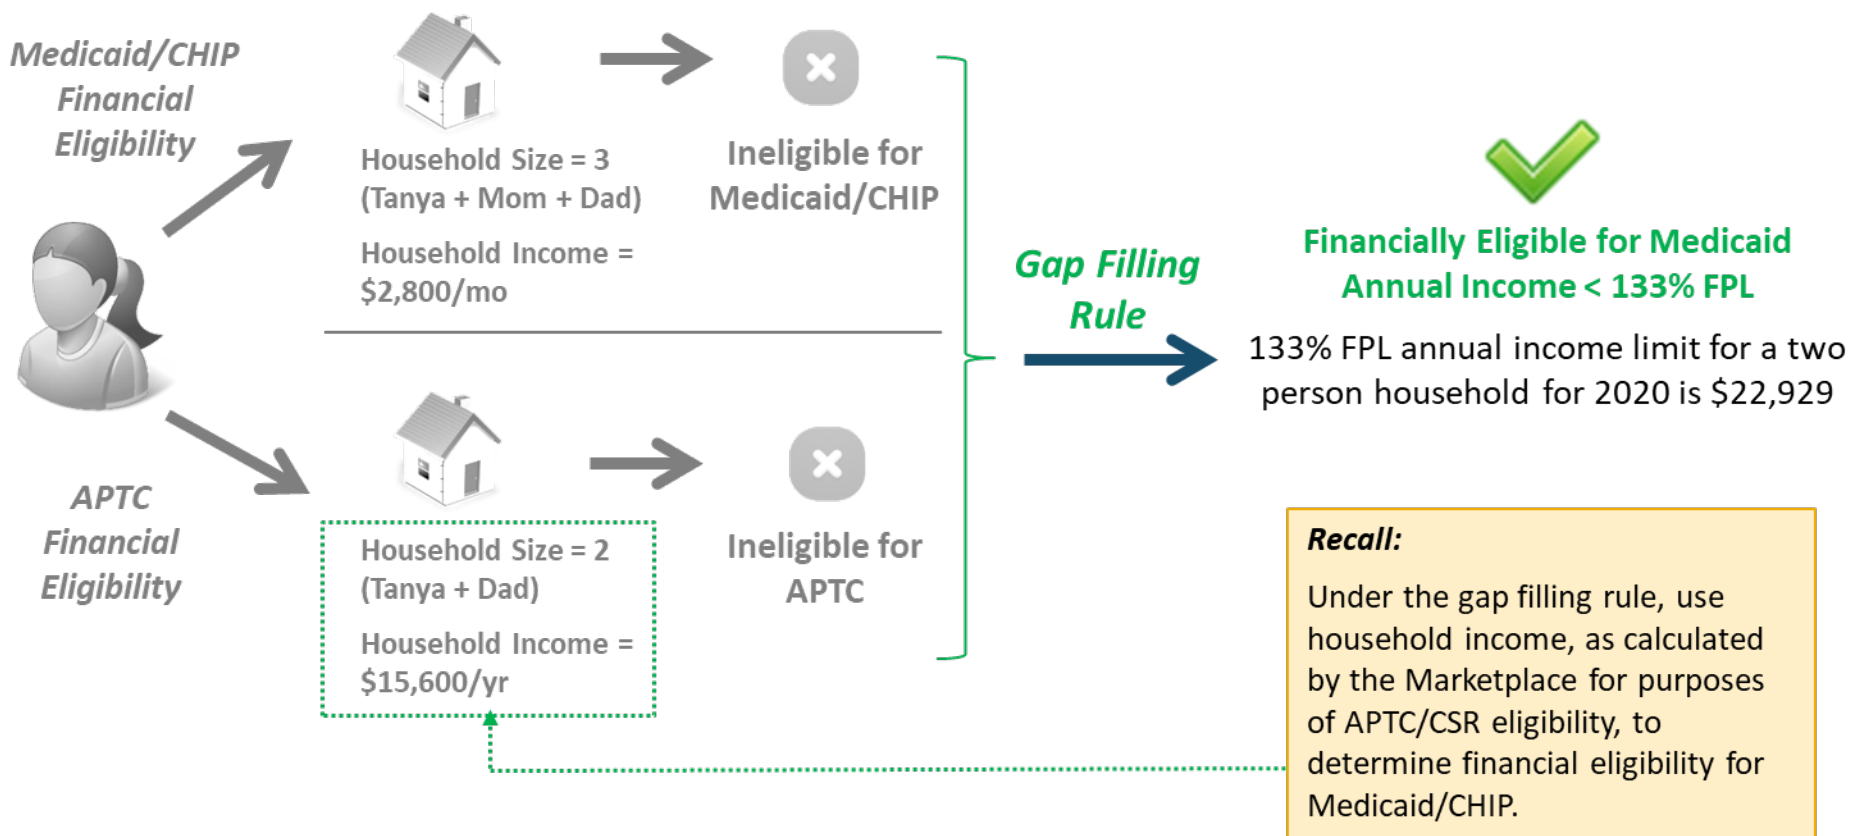 Medicaid/CHIP
Financial
Eligibility
Household Size = 3
(Tanya + Mom + Dad)
Household Income =
$2,800/mo
Ineligible for
Medicaid/CHIP
APTC
Financial
Eligibility
Household Size = 2
(Tanya + Dad)
Household Income =
$15,600/yr
Ineligible for
APTC
Gap Filling
Rule
Financially Eligible for Medicaid
Annual Income < 133% FPL
133% FPL annual income limit for a two
person household for 2020 is $22,929
Recall:
Under the gap filling rule, use
household income, as calculated
by the Marketplace for purposes
of APTC/CSR eligibility, to
determine financial eligibility for
Medicaid/CHIP.